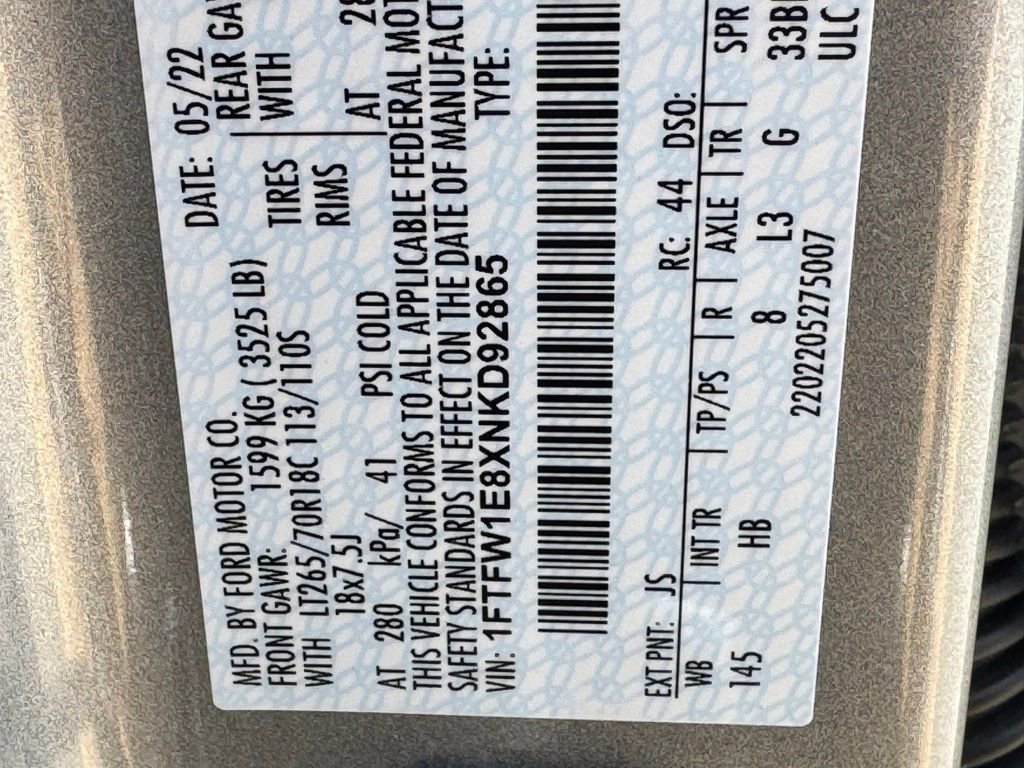 MFD. BY FORD MOTOR CO.
DATE: 05/22
FRONT GAWR: 1599 KG ( 3525 LB)
REAR GA
WITH LT265/70R18C 113/110S
TIRES WITH
18x7.5J RIMS
AT 280 kPa/ 41 PSI COLD AT 28
THIS VEHICLE CONFORMS TO ALL APPLICABLE FEDERAL MOT
SAFETY STANDARDS IN EFFECT ON THE DATE OF MANUFACT
VIN: 1FTFW1E8XNKD92865 TYPE:
EXT PNT: JS RC: 44 DSO:
WB | INT TR | TP/PS | R | AXLE | TR | SPR
145 HB 8 L3 G 33B
2202205275007 ULC